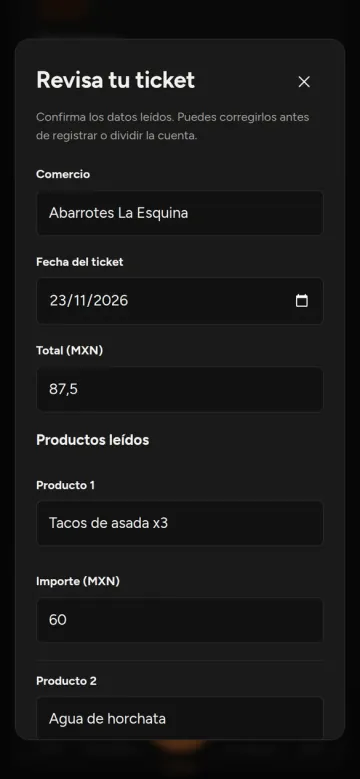 Revisa tu ticket
Confirma los datos leídos. Puedes corregirlos antes
de registrar o dividir la cuenta.
Comercio
Abarrotes La Esquina
Fecha del ticket
23/11/2026
Total (MXN)
87,5
Productos leídos
Producto 1
Tacos de asada x3
Importe (MXN)
60
Producto 2
Agua de horchata